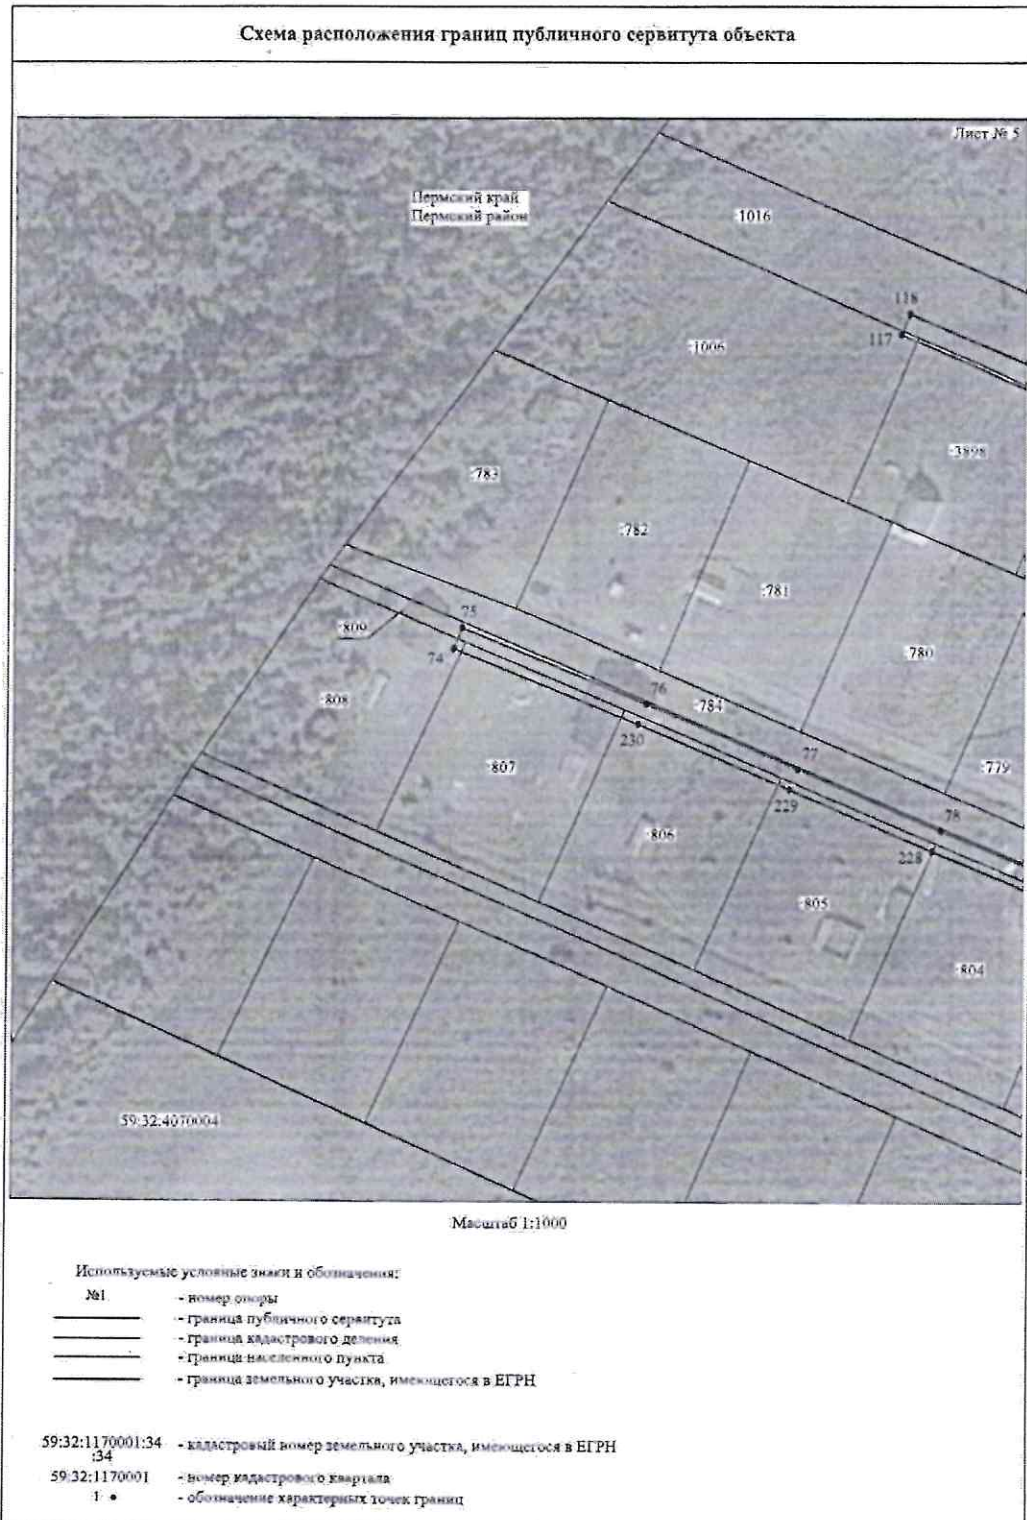 Схема расположения границ публичного сервитута объекта
Лист № 5
Пермский край
Пермский район
:1016
118
117
:1006
:3898
:783
:782
:781
75
:809
:780
74
76
:808
:784
230
77
:807
:779
229
78
:806
228
:805
:804
59:32:4070004
Масштаб 1:1000
Используемые условные знаки и обозначения:
№1 - номер опоры
- граница публичного сервитута
- граница кадастрового деления
- граница населенного пункта
- граница земельного участка, имеющегося в ЕГРН
59:32:1170001:34 - кадастровый номер земельного участка, имеющегося в ЕГРН
:34
59:32:1170001 - номер кадастрового квартала
1 • - обозначение характерных точек границ